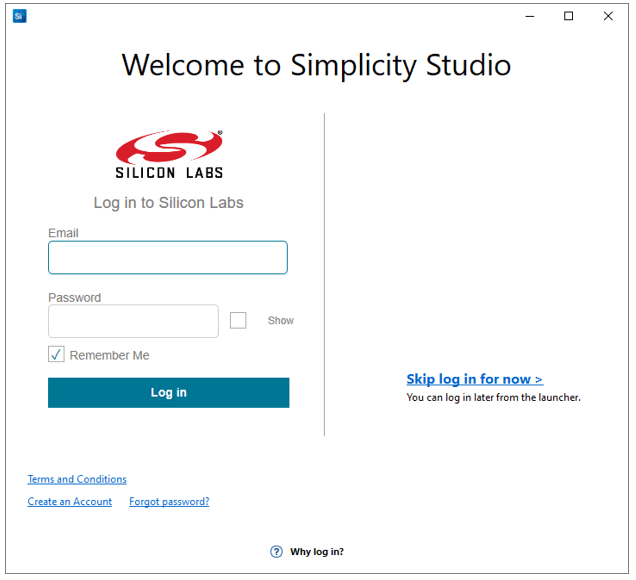 Si
Welcome to Simplicity Studio
®
SILICON LABS
Log in to Silicon Labs
Email
Password
Show
Remember Me
Log in
Skip log in for now >
You can log in later from the launcher.
Terms and Conditions
Create an Account Forgot password?
? Why log in?